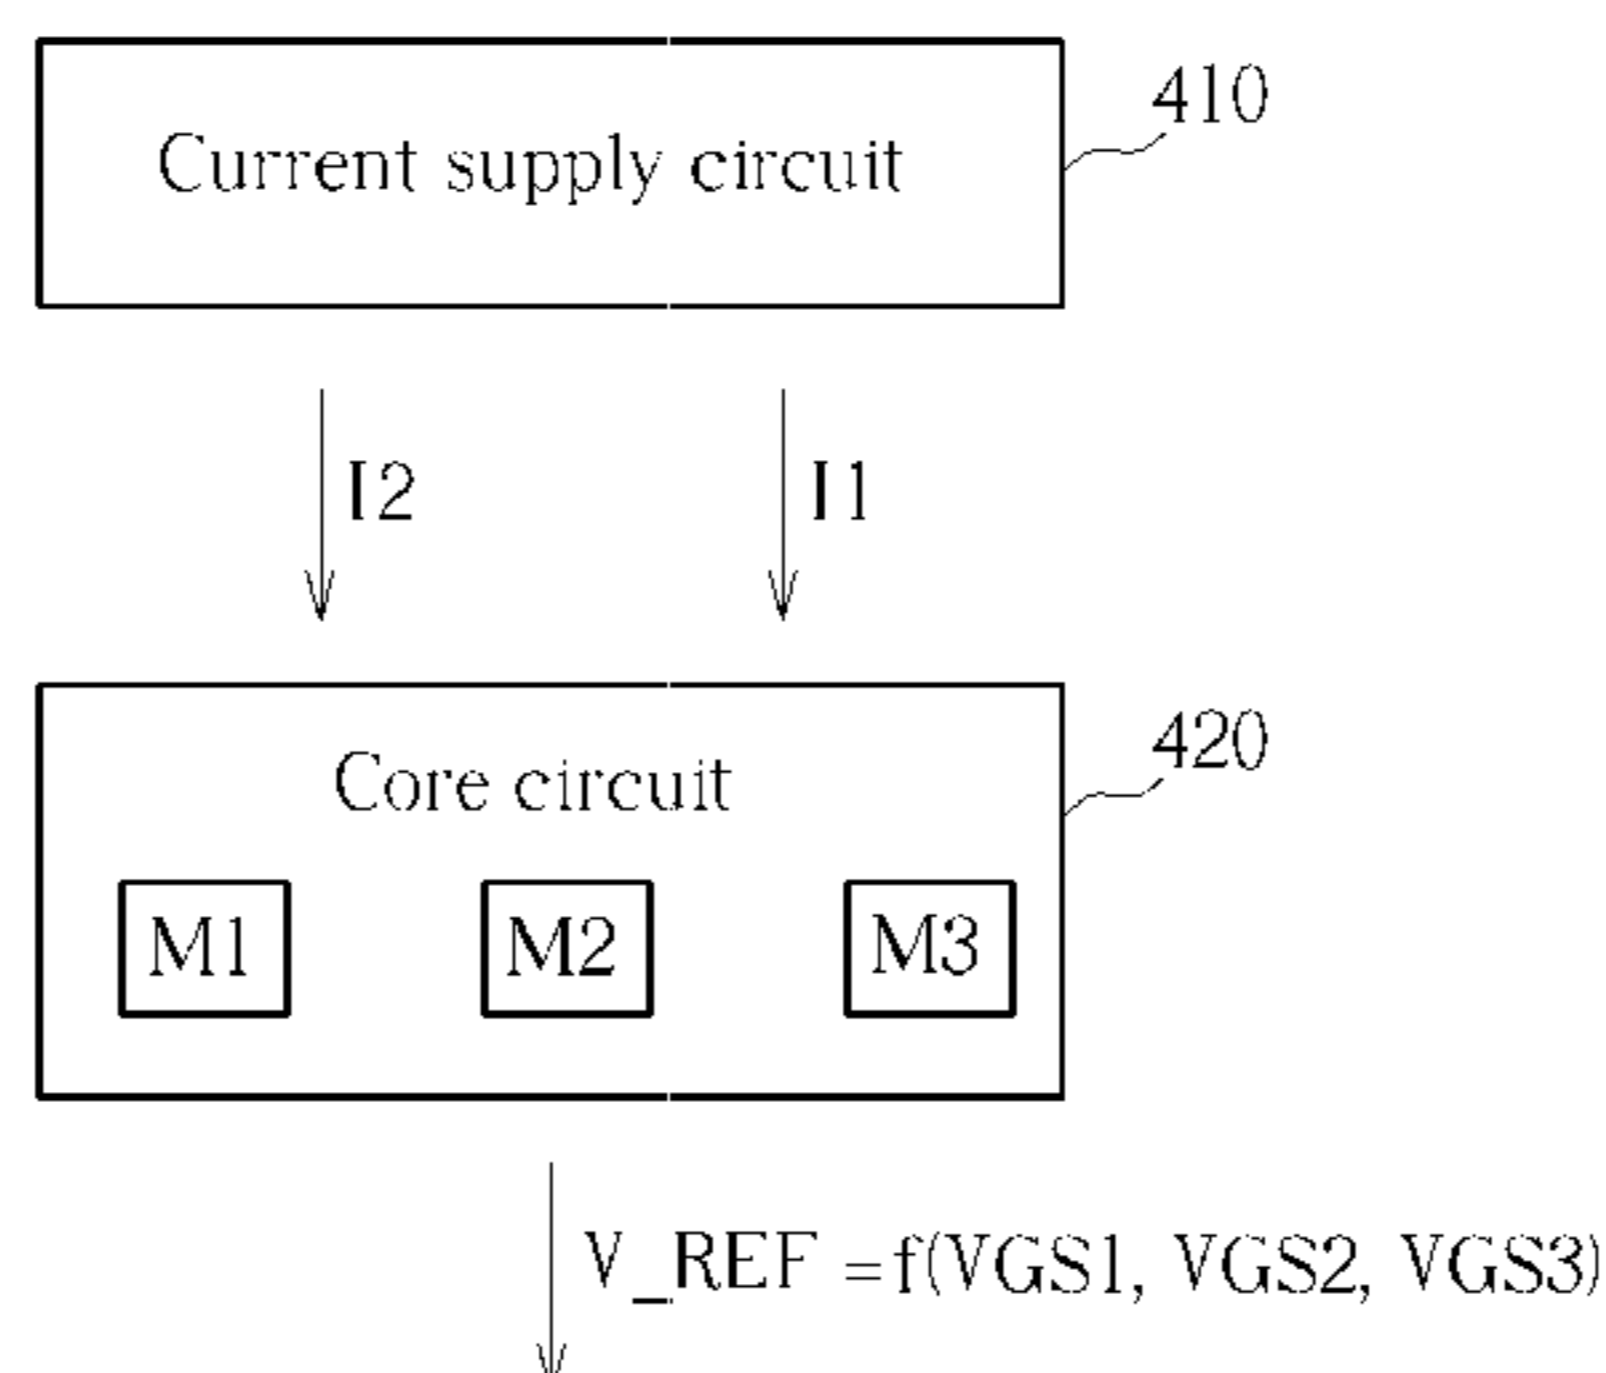 410
Current supply circuit
I2 I1
420
Core circuit
M1 M2 M3
V_REF =f(VGS1, VGS2, VGS3)